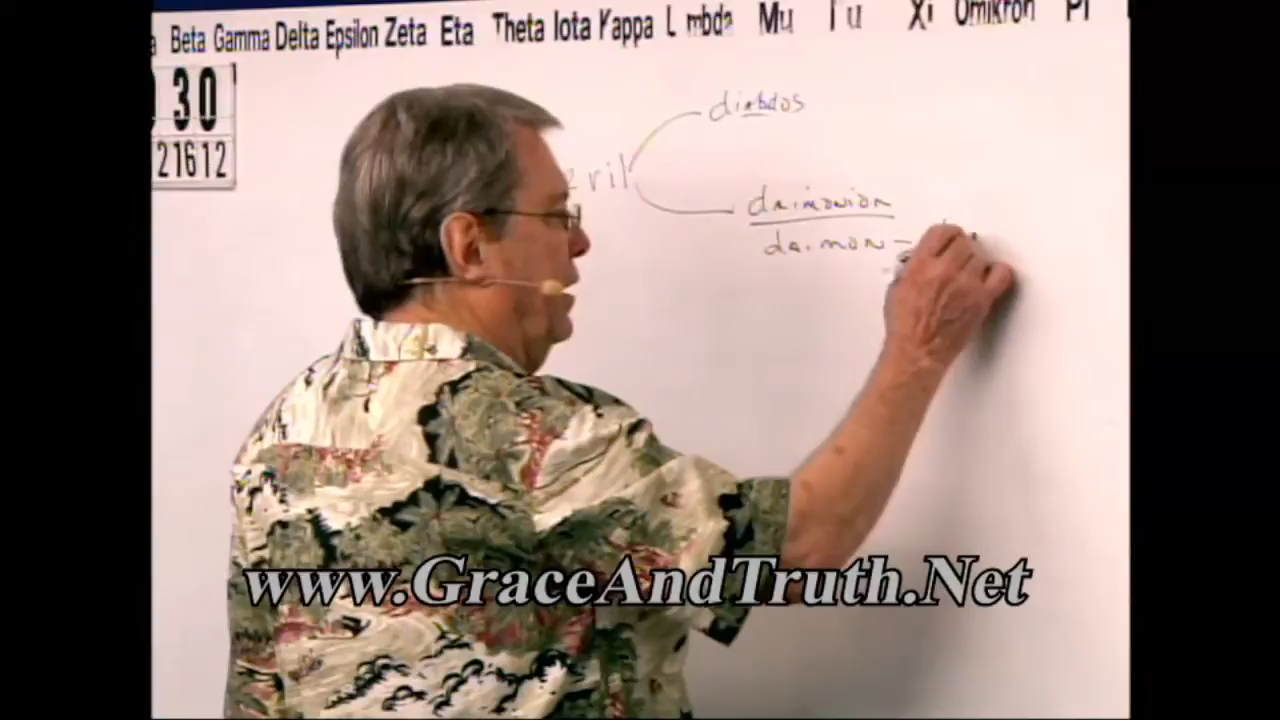 Beta Gamma Delta Epsilon Zeta Eta Theta Iota Kappa Lambda Mu Nu Xi Omikron Pi
30
21612
diabolos
evil
daimonion
daimon -
www.GraceAndTruth.Net